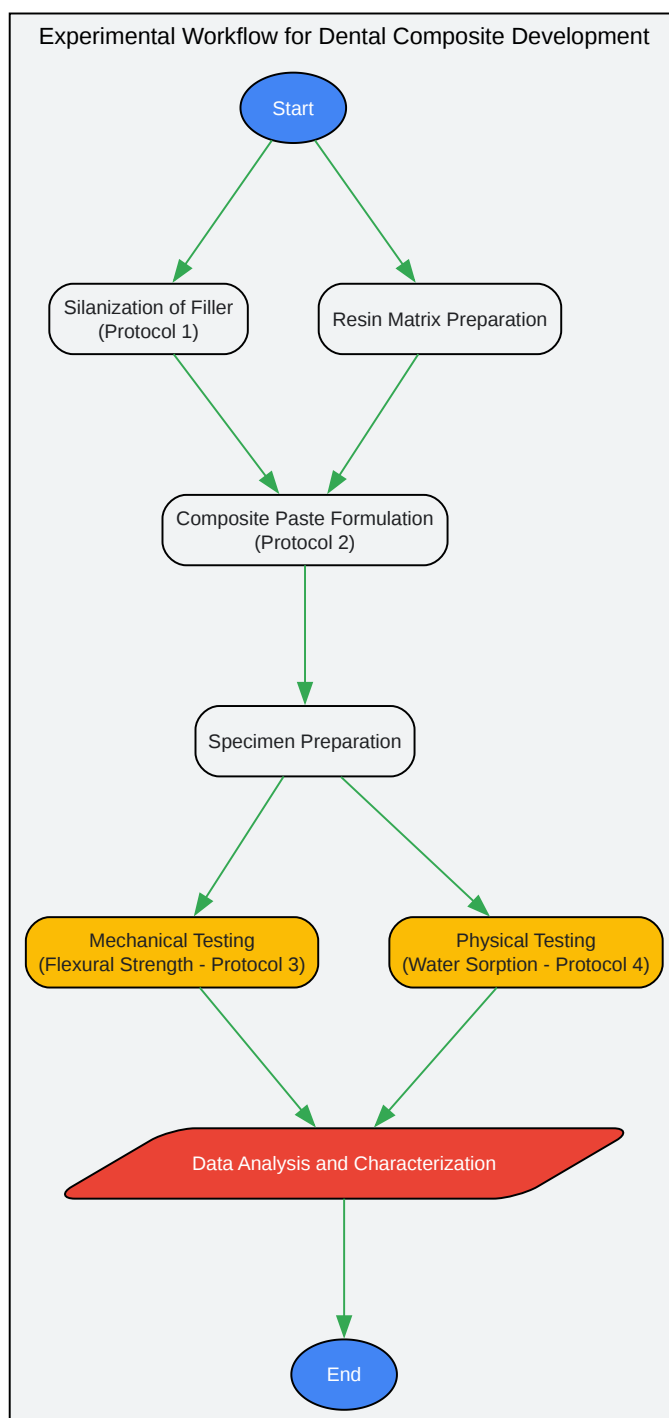 Experimental Workflow for Dental Composite Development
Start
Silanization of Filler
(Protocol 1)
Resin Matrix Preparation
Composite Paste Formulation
(Protocol 2)
Specimen Preparation
Mechanical Testing
(Flexural Strength - Protocol 3)
Physical Testing
(Water Sorption - Protocol 4)
Data Analysis and Characterization
End